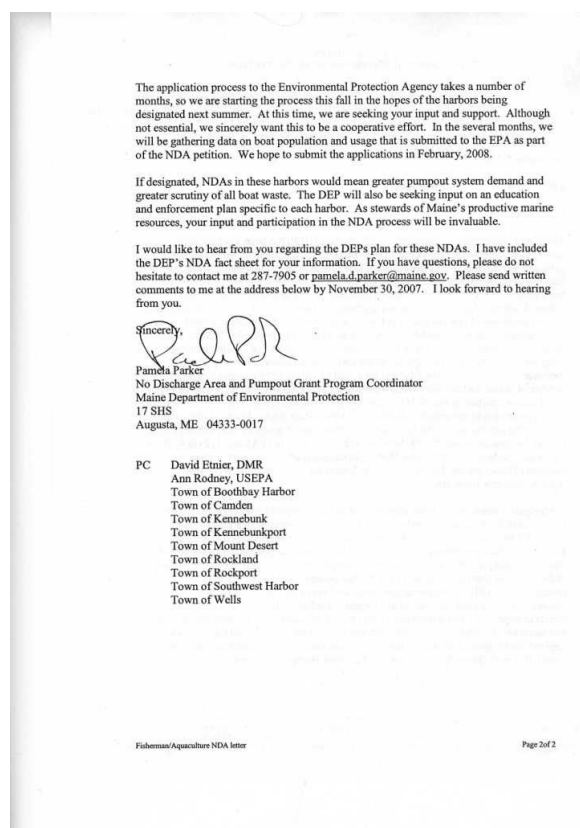 The application process to the Environmental Protection Agency takes a number of
months, so we are starting the process this fall in the hopes of the harbors being
designated next summer. At this time, we are seeking your input and support. Although
not essential, we sincerely want this to be a cooperative effort. In the several months, we
will be gathering data on boat population and usage that is submitted to the EPA as part
of the NDA petition. We hope to submit the applications in February, 2008.
If designated, NDAs in these harbors would mean greater pumpout system demand and
greater scrutiny of all boat waste. The DEP will also be seeking input on an education
and enforcement plan specific to each harbor. As stewards of Maine's productive marine
resources, your input and participation in the NDA process will be invaluable.
I would like to hear from you regarding the DEPs plan for these NDAs. I have included
the DEP's NDA fact sheet for your information. If you have questions, please do not
hesitate to contact me at 287-7905 or pamela.d.parker@maine.gov. Please send written
comments to me at the address below by November 30, 2007. I look forward to hearing
from you.
Sincerely,
Pamela Parker
No Discharge Area and Pumpout Grant Program Coordinator
Maine Department of Environmental Protection
17 SHS
Augusta, ME 04333-0017
PC David Etnier, DMR
Ann Rodney, USEPA
Town of Boothbay Harbor
Town of Camden
Town of Kennebunk
Town of Kennebunkport
Town of Mount Desert
Town of Rockland
Town of Rockport
Town of Southwest Harbor
Town of Wells
Fisherman/Aquaculture NDA letter Page 2of 2